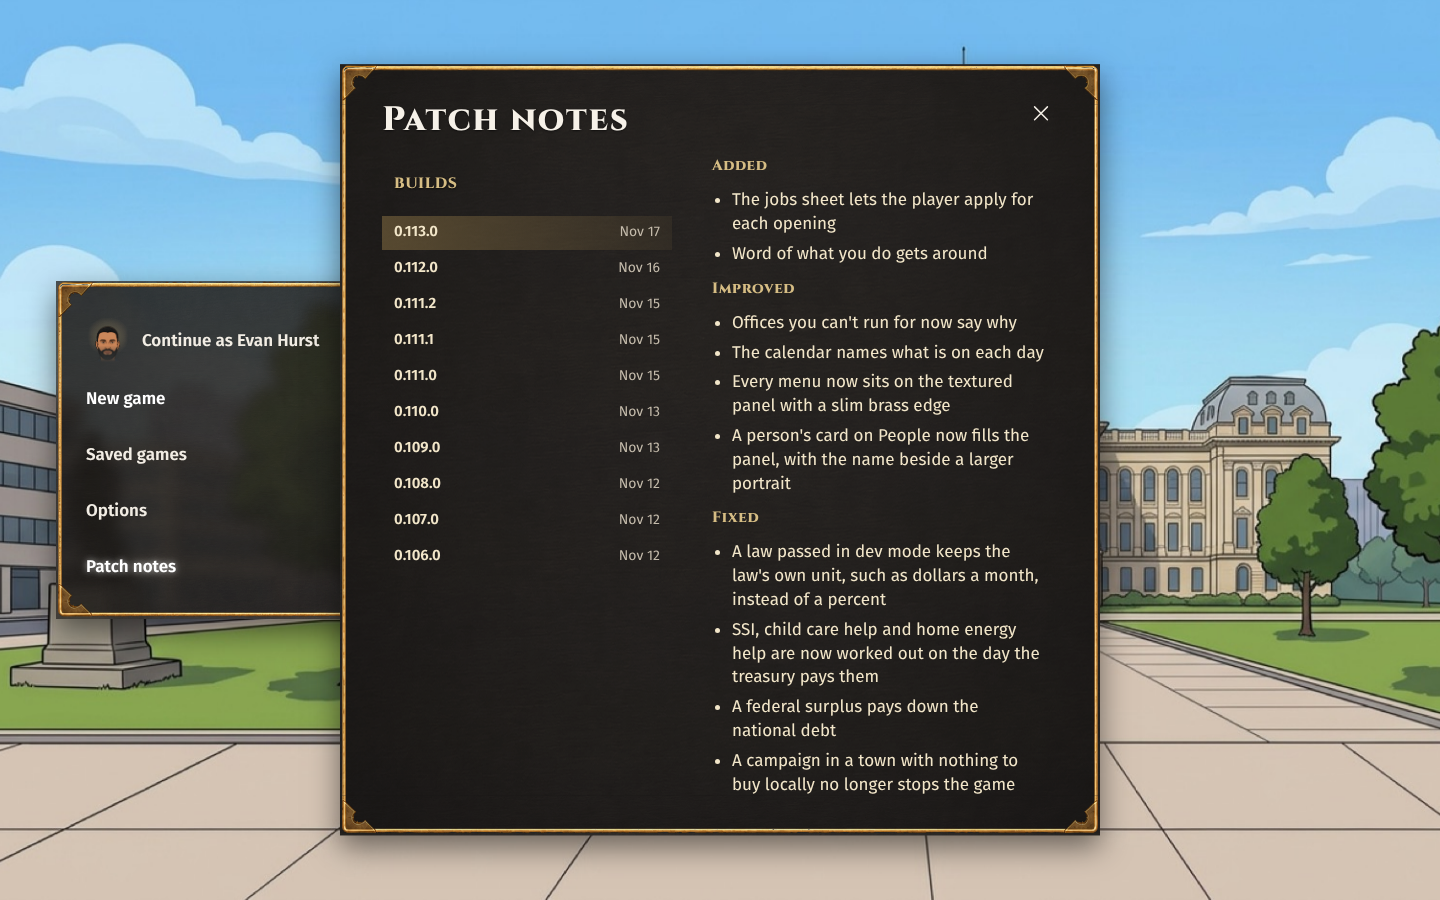 Patch notes
Builds
0.113.0 Nov 17
0.112.0 Nov 16
0.111.2 Nov 15
0.111.1 Nov 15
0.111.0 Nov 15
0.110.0 Nov 13
0.109.0 Nov 13
0.108.0 Nov 12
0.107.0 Nov 12
0.106.0 Nov 12
Added
• The jobs sheet lets the player apply for
each opening
• Word of what you do gets around
Improved
• Offices you can't run for now say why
• The calendar names what is on each day
• Every menu now sits on the textured
panel with a slim brass edge
• A person's card on People now fills the
panel, with the name beside a larger
portrait
Fixed
• A law passed in dev mode keeps the
law's own unit, such as dollars a month,
instead of a percent
• SSI, child care help and home energy
help are now worked out on the day the
treasury pays them
• A federal surplus pays down the
national debt
• A campaign in a town with nothing to
buy locally no longer stops the game
Continue as Evan Hurst
New game
Saved games
Options
Patch notes